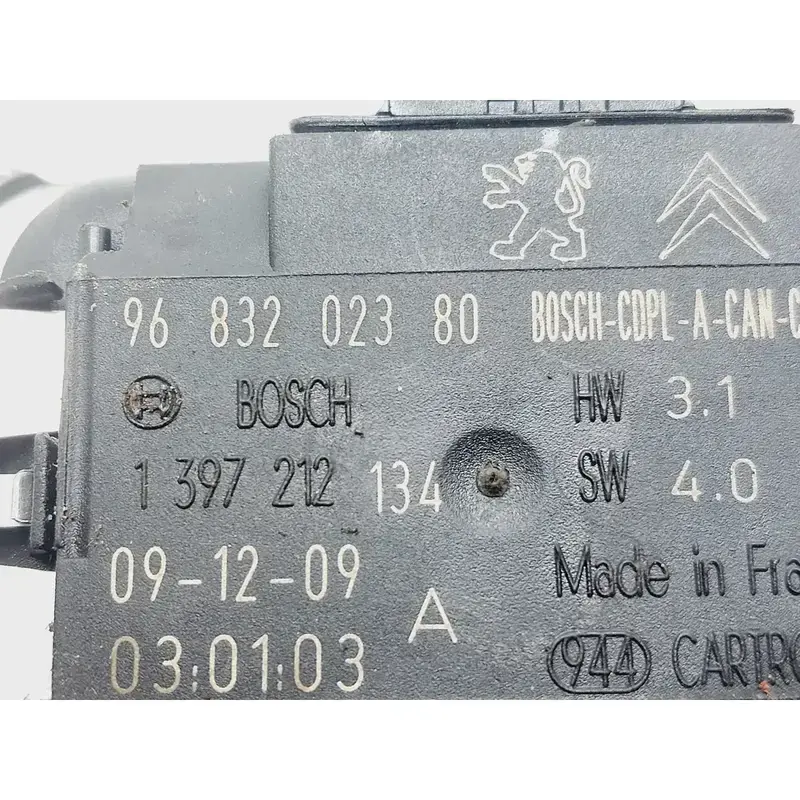 96 832 023 80 BOSCH-CDPL-A-CAN-C
BOSCH HW 3.1
1 397 212 134 SW 4.0
09-12-09 Made in Fra
03:01:03 A 944 CARTRO